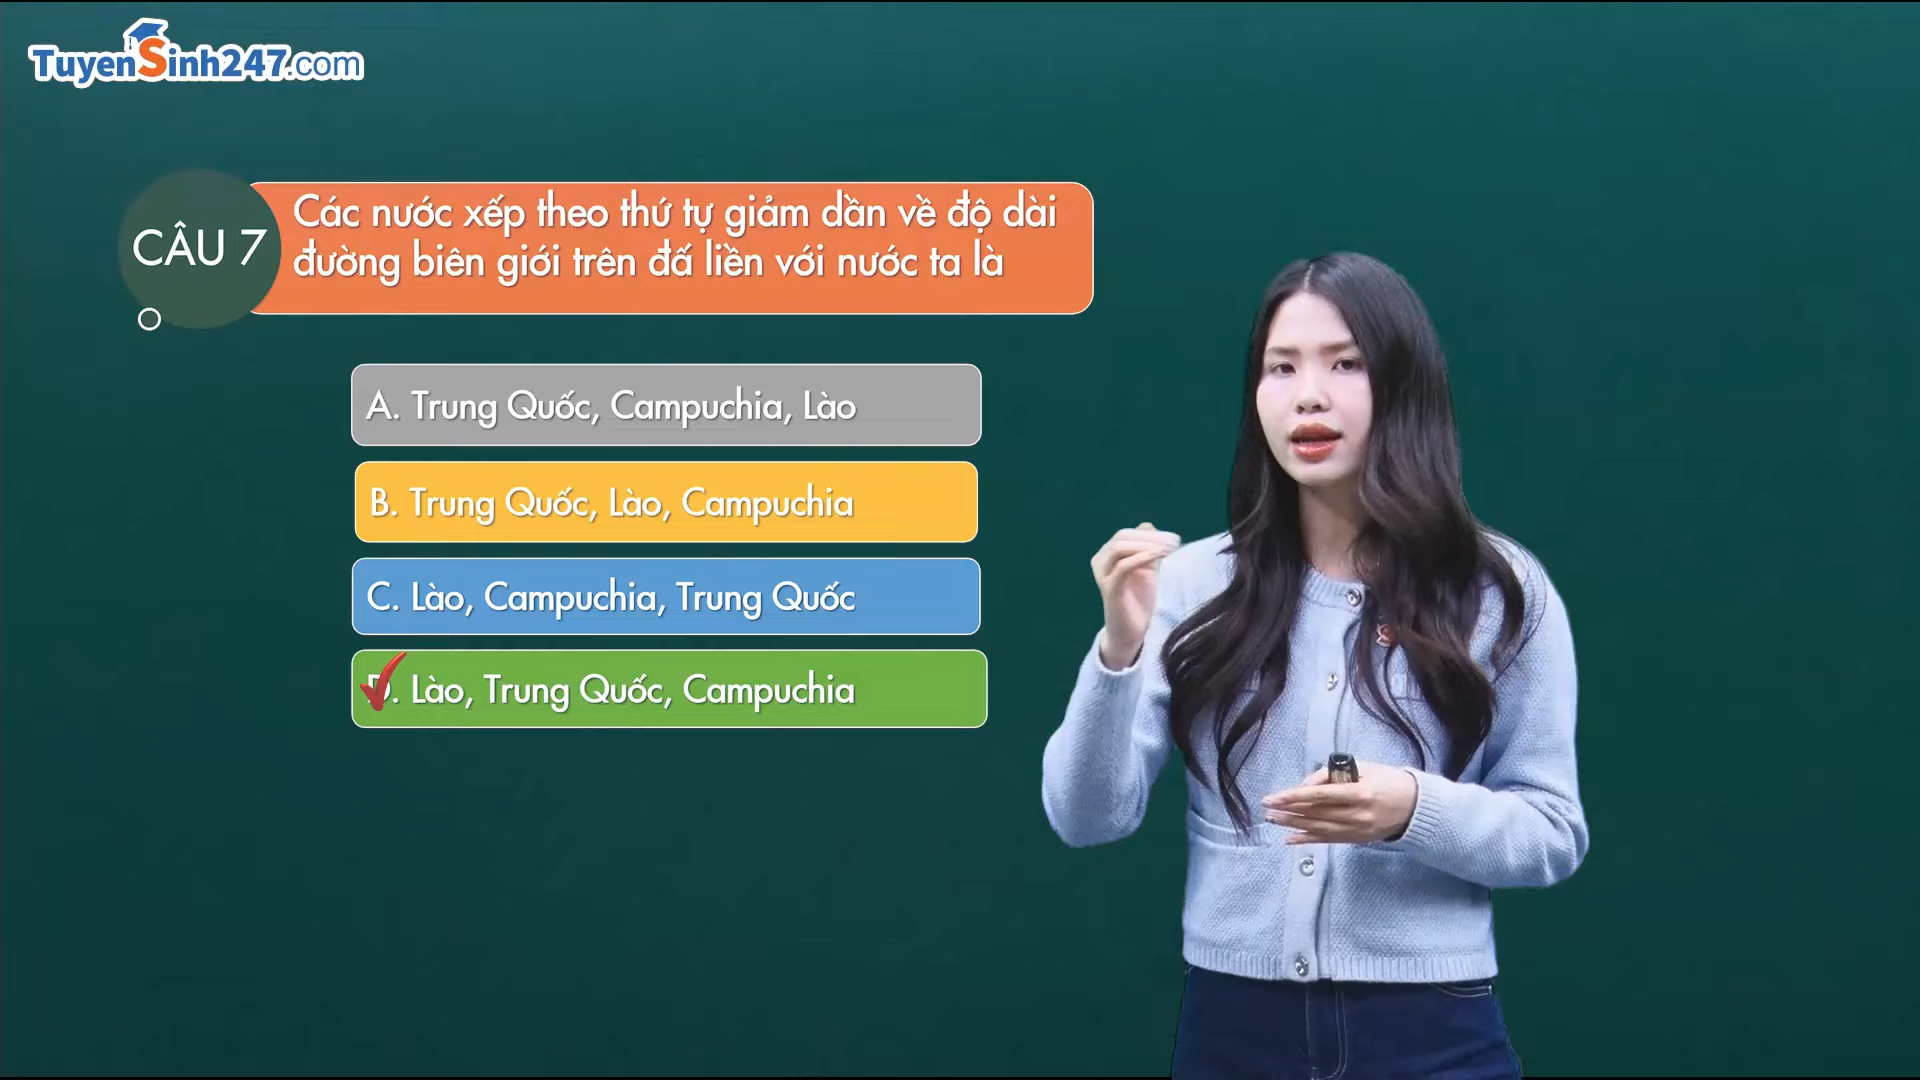 TuyenSinh247.com
CÂU 7
Các nước xếp theo thứ tự giảm dần về độ dài
đường biên giới trên đấ liền với nước ta là
A. Trung Quốc, Campuchia, Lào
B. Trung Quốc, Lào, Campuchia
C. Lào, Campuchia, Trung Quốc
D. Lào, Trung Quốc, Campuchia